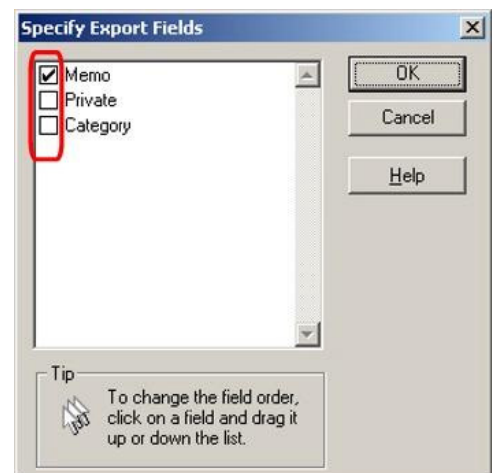 Specify Export Fields
Memo
Private
Category
OK
Cancel
Help
Tip
To change the field order,
click on a field and drag it
up or down the list.